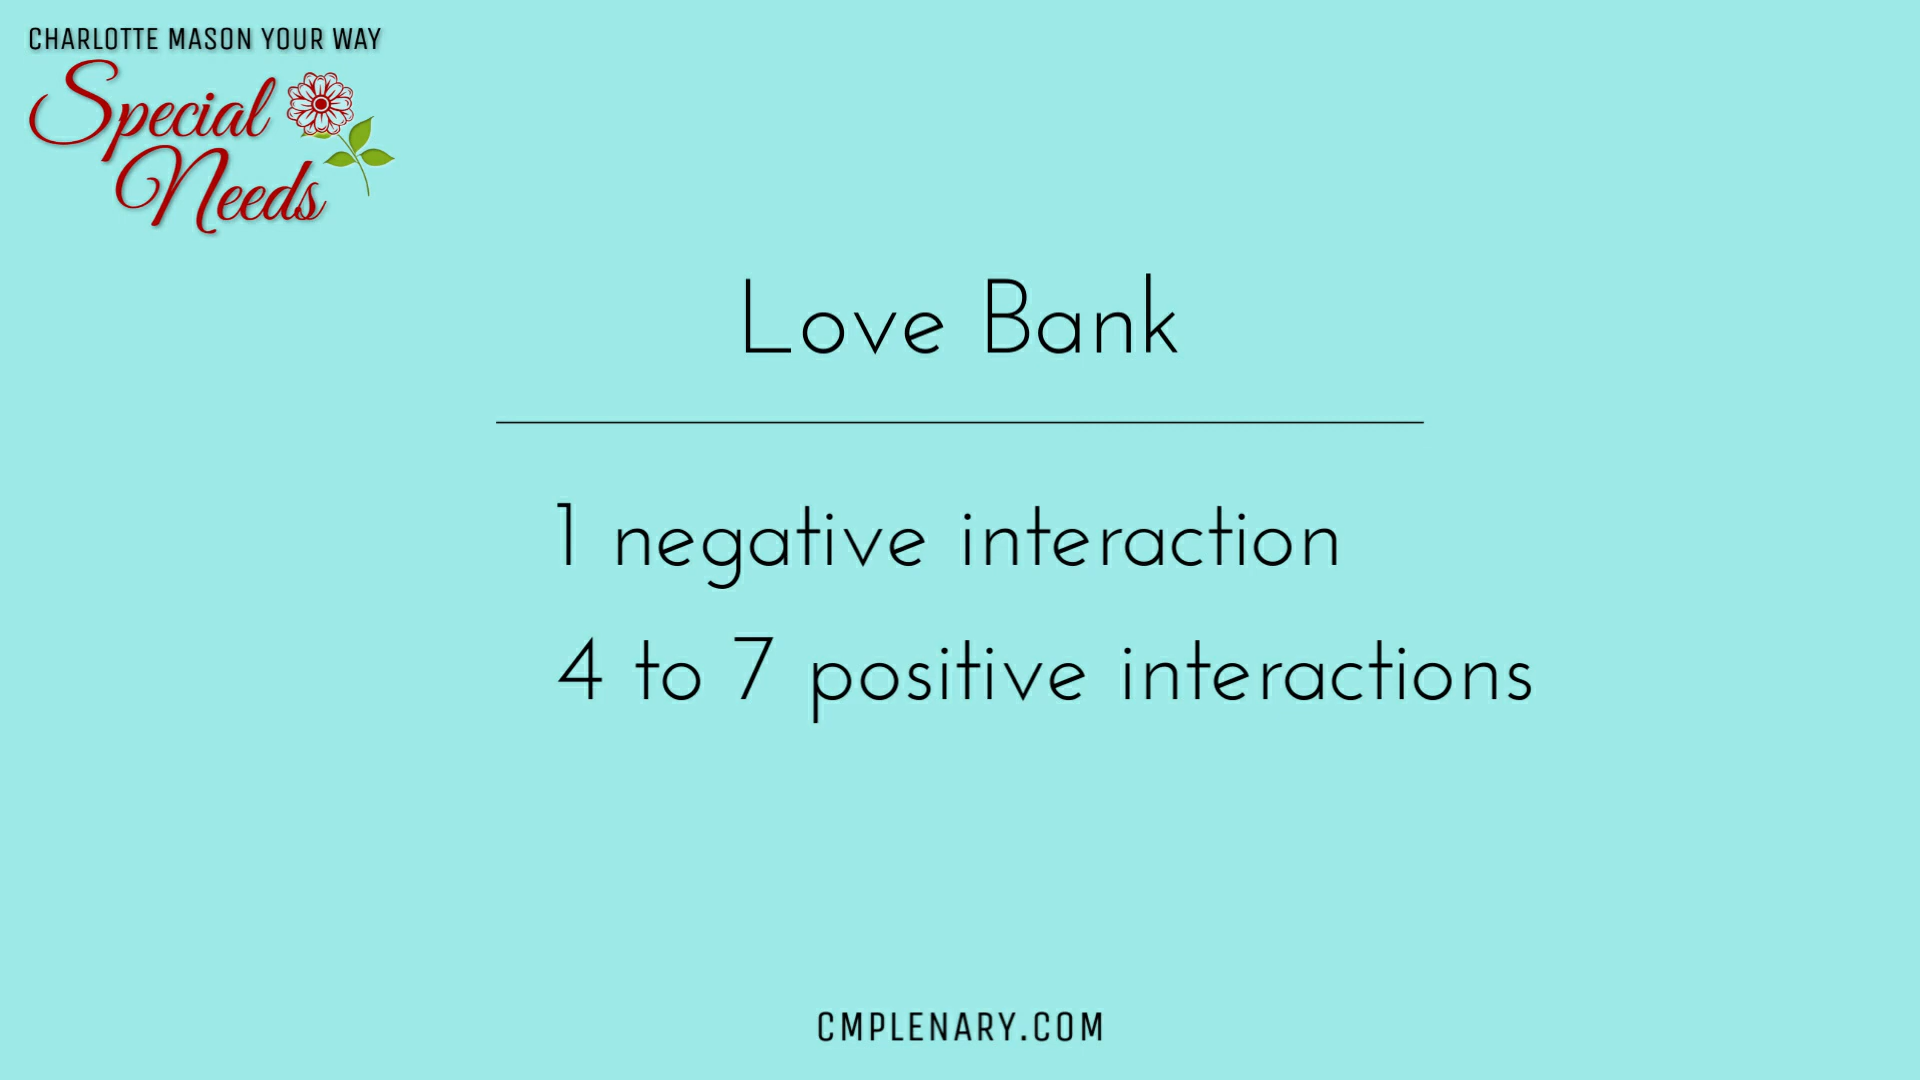 CHARLOTTE MASON YOUR WAY
Special
Needs
Love Bank
1 negative interaction
4 to 7 positive interactions
CMPLENARY.COM